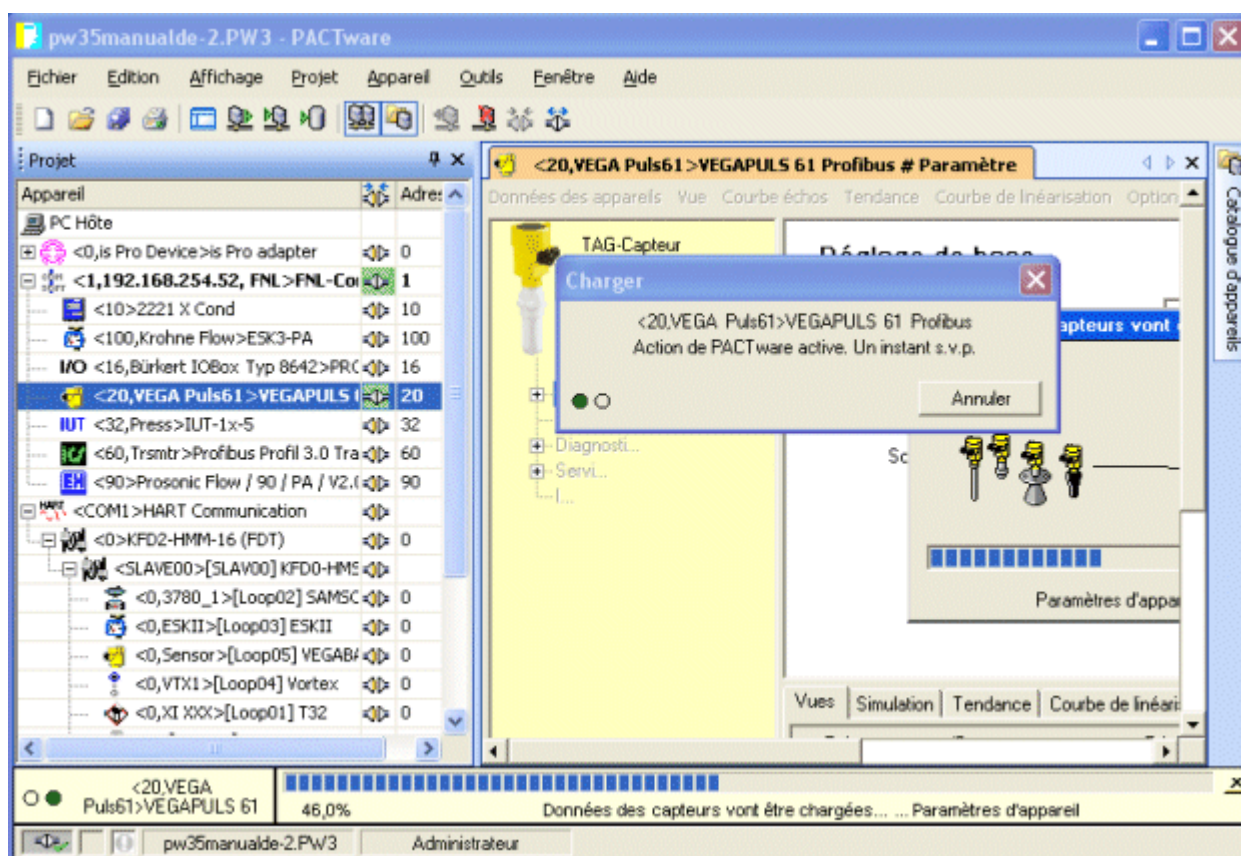 pw35manualde-2.PW3 - PACTware
Fichier Edition Affichage Projet Appareil Outils Fenêtre Aide
Projet
Appareil Adre:
PC Hôte
<0,is Pro Device>is Pro adapter 0
<1,192.168.254.52, FNL>FNL-Co 1
<10>2221 X Cond 10
<100,Krohne Flow>ESK3-PA 100
I/O <16,Bürkert IOBox Typ 8642>PRO 16
<20,VEGA Puls61>VEGAPULS 20
IUT <32,Press>IUT-1x-5 32
<60,Trsmtr>Profibus Profil 3.0 Tra 60
EH <90>Prosonic Flow / 90 / PA / V2. 90
HART <COM1>HART Communication
<0>KFD2-HMM-16 (FDT) 0
<SLAVE00>[SLAV00] KFD0-HMS
<0,3780_1>[Loop02] SAMSO 0
<0,ESKII>[Loop03] ESKII 0
<0,Sensor>[Loop05] VEGABA 0
<0,VTX1>[Loop04] Vortex 0
<0,XI XXX>[Loop01] T32 0
<20,VEGA Puls61>VEGAPULS 61 Profibus # Paramètre
Données des appareils Vue Courbe échos Tendance Courbe de linéarisation Option
TAG-Capteur
Réglage de base
Charger
<20,VEGA Puls61>VEGAPULS 61 Profibus
Action de PACTware active. Un instant s.v.p.
Annuler
apteurs vont
Diagnosti...
Servi...
I...
Sc
Paramètres d'appar
Vues Simulation Tendance Courbe de linéari
Catalogue d'appareils
<20,VEGA
Puls61>VEGAPULS 61
46,0% Données des capteurs vont être chargées... ... Paramètres d'appareil
pw35manualde-2.PW3 Administrateur